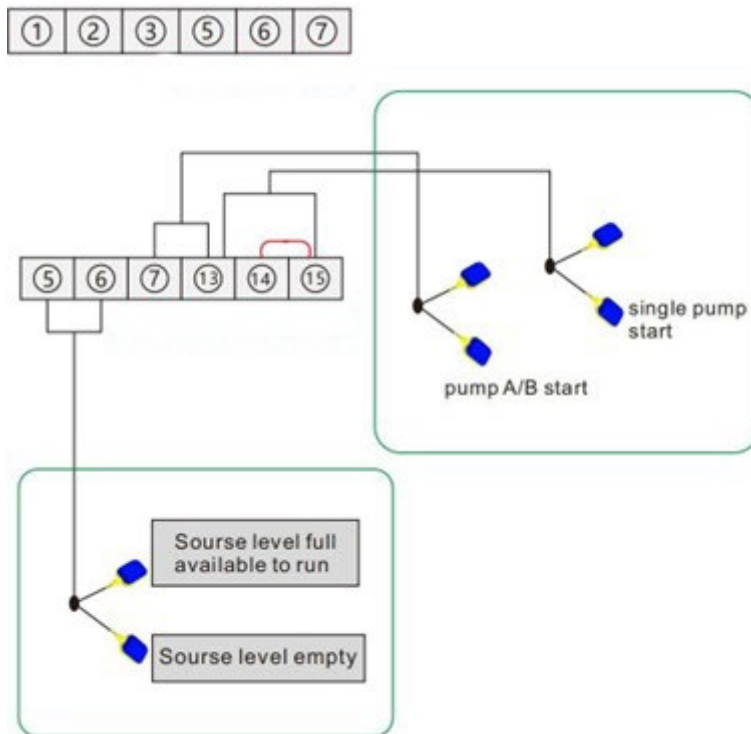 ① ② ③ ⑤ ⑥ ⑦
⑤ ⑥ ⑦ ⑬ ⑭ ⑮
single pump
start
pump A/B start
Sourse level full
available to run
Sourse level empty